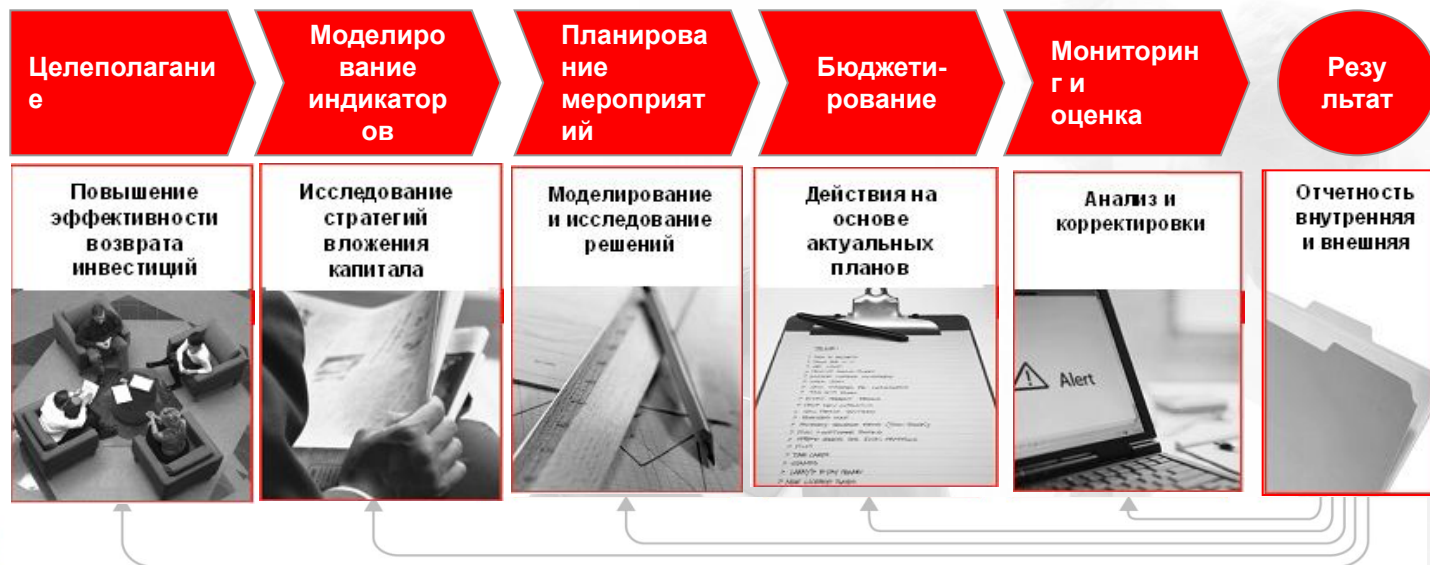 Целеполагани
е
Моделиро
вание
индикатор
ов
Планирова
ние
мероприят
ий
Бюджети-
рование
Мониторин
г и
оценка
Резу
льтат
Повышение
эффективности
возврата
инвестиций
Исследование
стратегий
вложения
капитала
Моделирование
и исследование
решений
Действия на
основе
актуальных
планов
Анализ и
корректировки
Отчетность
внутренняя
и внешняя
Alert